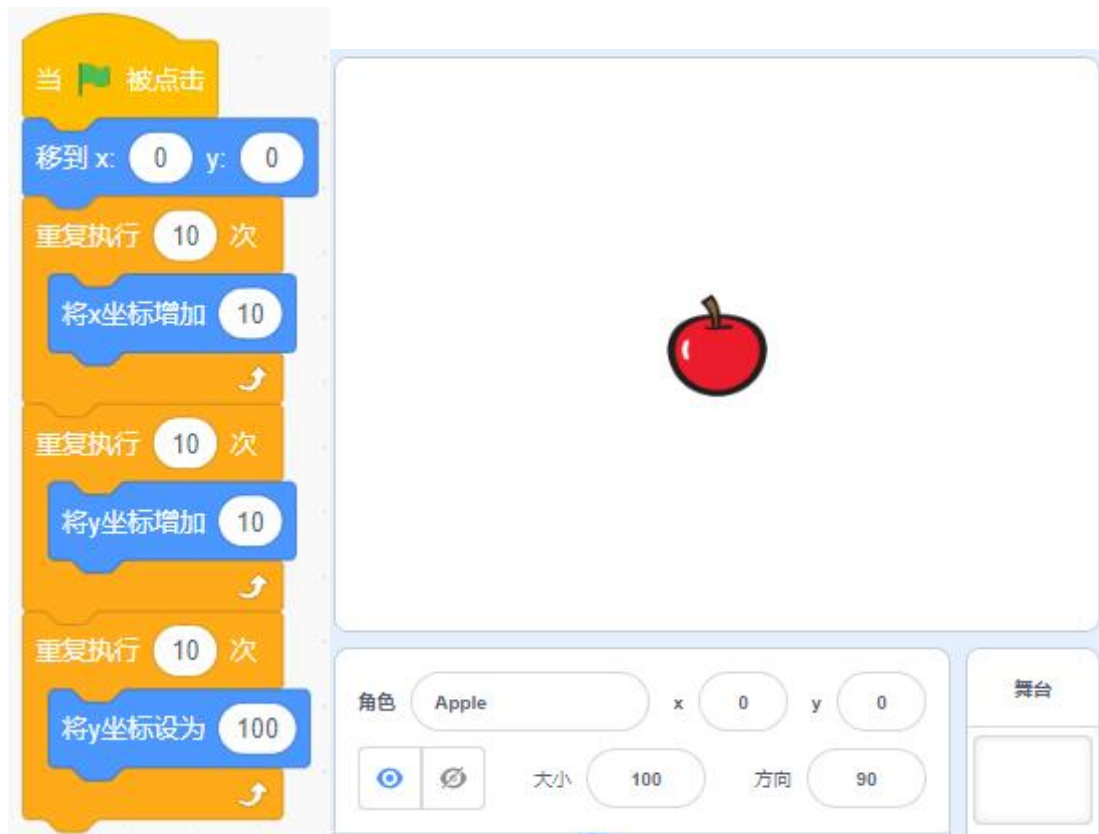 当 被点击
移到 x: 0 y: 0
重复执行 10 次
将x坐标增加 10
重复执行 10 次
将y坐标增加 10
重复执行 10 次
将y坐标设为 100
角色 Apple x 0 y 0
大小 100 方向 90
舞台